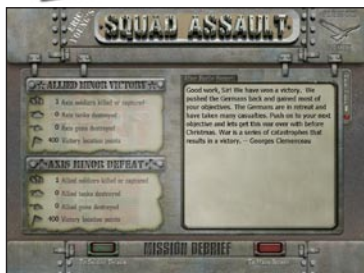 ERIC YOUNG'S
SQUAD ASSAULT
ALLIED MINOR VICTORY
3 Axis soldiers killed or captured
0 Axis tanks destroyed
0 Axis guns destroyed
400 Victory location points
AXIS MINOR DEFEAT
1 Allied soldiers killed or captured
0 Allied tanks destroyed
0 Allied guns destroyed
400 Victory location points
Good work, Sir! We have won a victory. We
pushed the Germans back and gained most of
your objectives. The Germans are in retreat and
have taken many casualties. Push on to your next
objective and lets get this war over with before
Christmas. War is a series of catastrophes that
results in a victory. – Georges Clemenceau
MISSION DEBRIEF